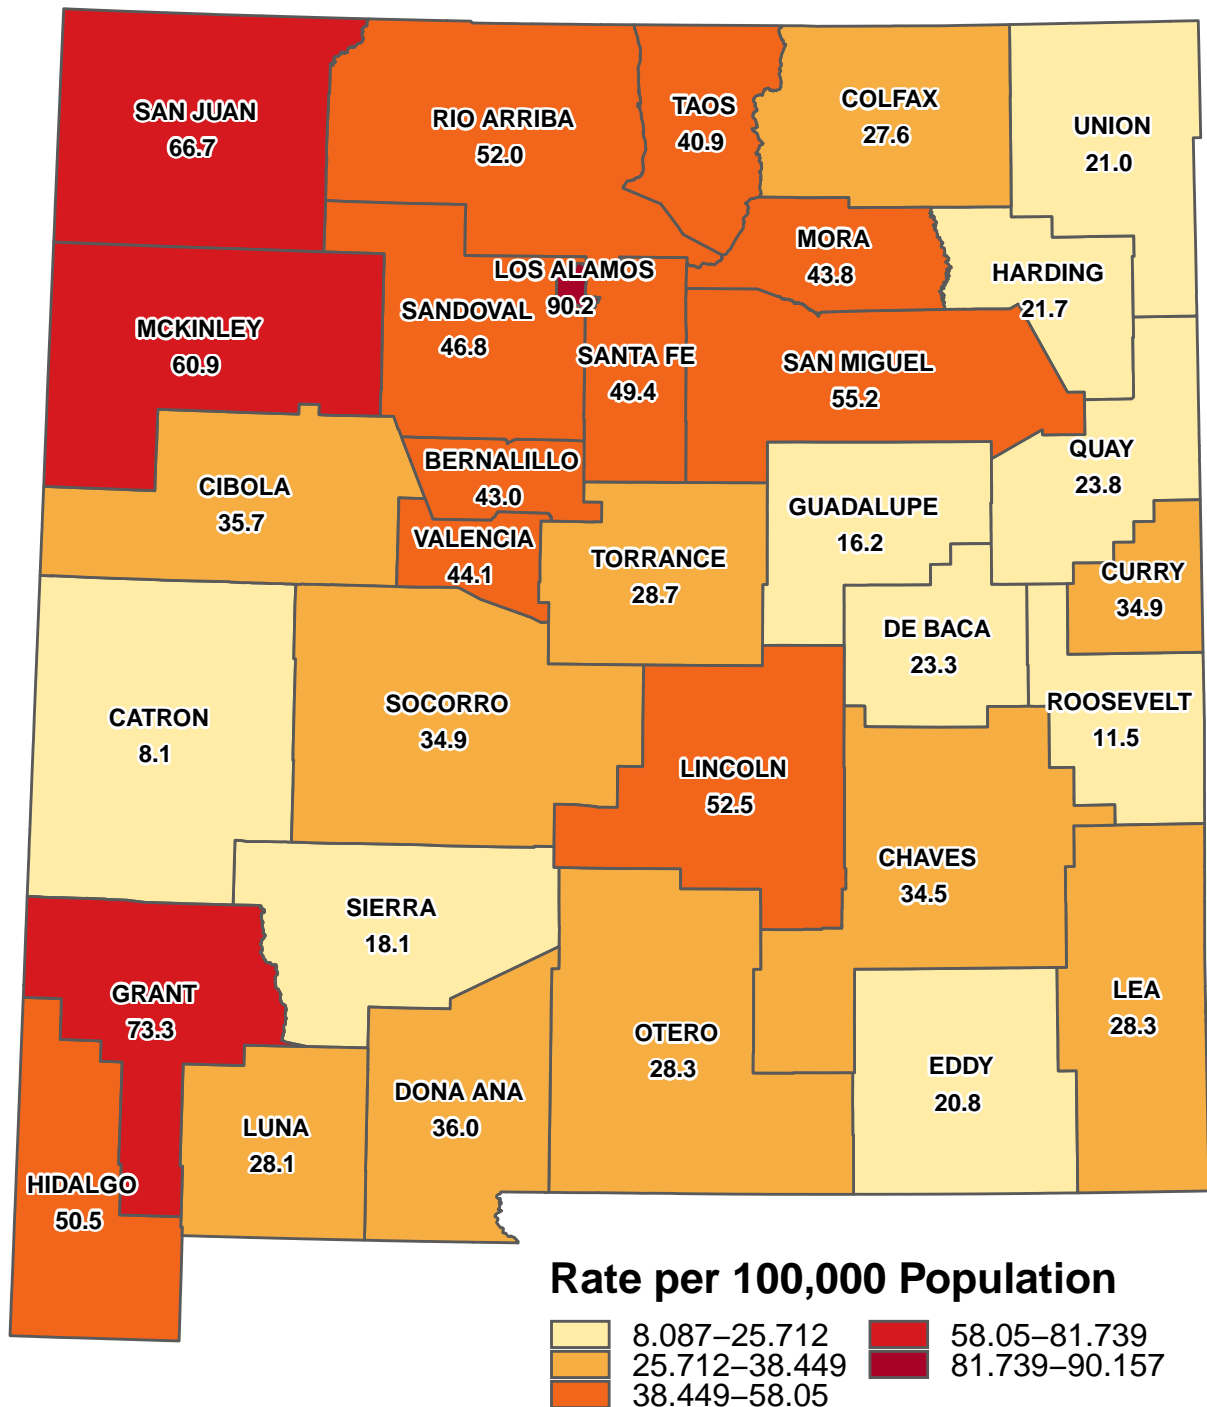 SAN JUAN
66.7
RIO ARRIBA
52.0
TAOS
40.9
COLFAX
27.6
UNION
21.0
MORA
43.8
HARDING
21.7
LOS ALAMOS
90.2
SANDOVAL
46.8
MCKINLEY
60.9
SANTA FE
49.4
SAN MIGUEL
55.2
QUAY
23.8
BERNALILLO
43.0
CIBOLA
35.7
GUADALUPE
16.2
VALENCIA
44.1
TORRANCE
28.7
CURRY
34.9
DE BACA
23.3
CATRON
8.1
SOCORRO
34.9
ROOSEVELT
11.5
LINCOLN
52.5
CHAVES
34.5
SIERRA
18.1
GRANT
73.3
LEA
28.3
OTERO
28.3
EDDY
20.8
DONA ANA
36.0
LUNA
28.1
HIDALGO
50.5
Rate per 100,000 Population
8.087−25.712
25.712−38.449
38.449−58.05
58.05−81.739
81.739−90.157